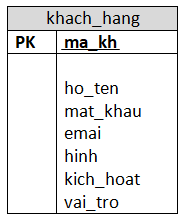 khach_hang
PK ma_kh
ho_ten
mat_khau
emai
hinh
kich_hoat
vai_tro